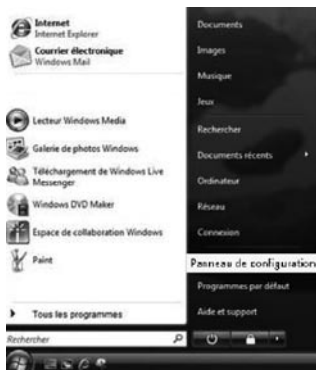 Internet
Internet Explorer
Courrier électronique
Windows Mail
Lecteur Windows Media
Galerie de photos Windows
Téléchargement de Windows Live
Messenger
Windows DVD Maker
Espace de collaboration Windows
Paint
Tous les programmes
Rechercher
Documents
Images
Musique
Jeux
Rechercher
Documents récents
Ordinateur
Réseau
Connexion
Panneau de configuration
Programmes par défaut
Aide et support